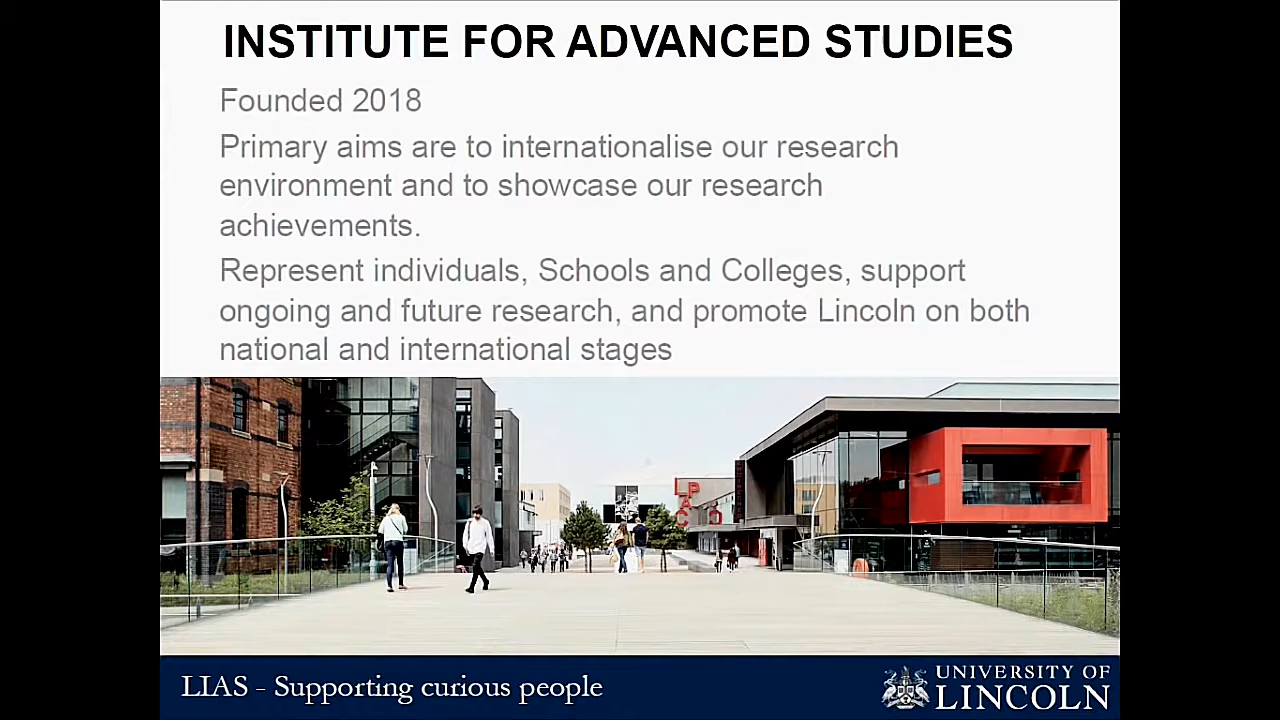 INSTITUTE FOR ADVANCED STUDIES
Founded 2018
Primary aims are to internationalise our research
environment and to showcase our research
achievements.
Represent individuals, Schools and Colleges, support
ongoing and future research, and promote Lincoln on both
national and international stages
LPAC
LIAS - Supporting curious people
UNIVERSITY OF
LINCOLN